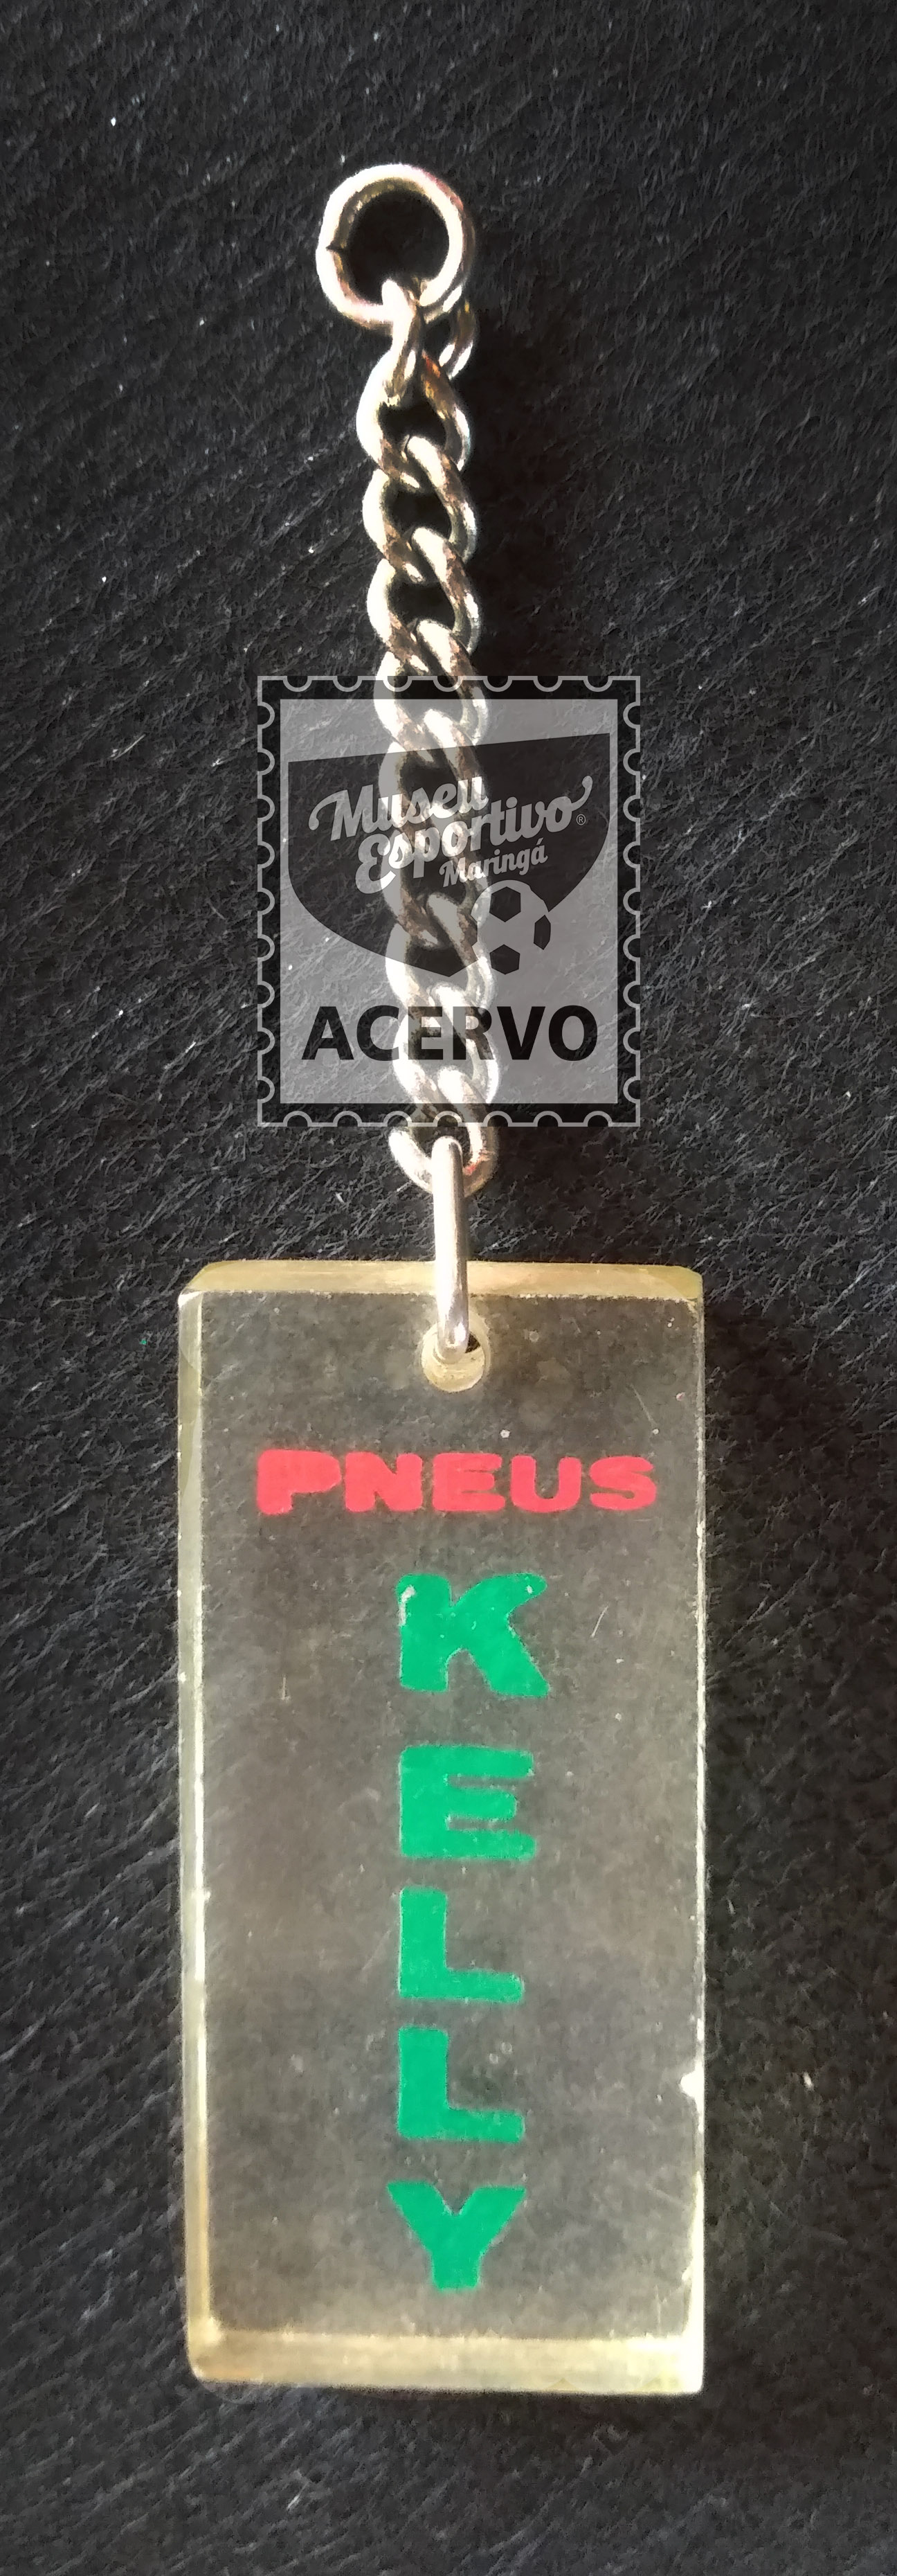 Museu
Esportivo®
Maringá
ACERVO
PNEUS
K
E
L
L
Y